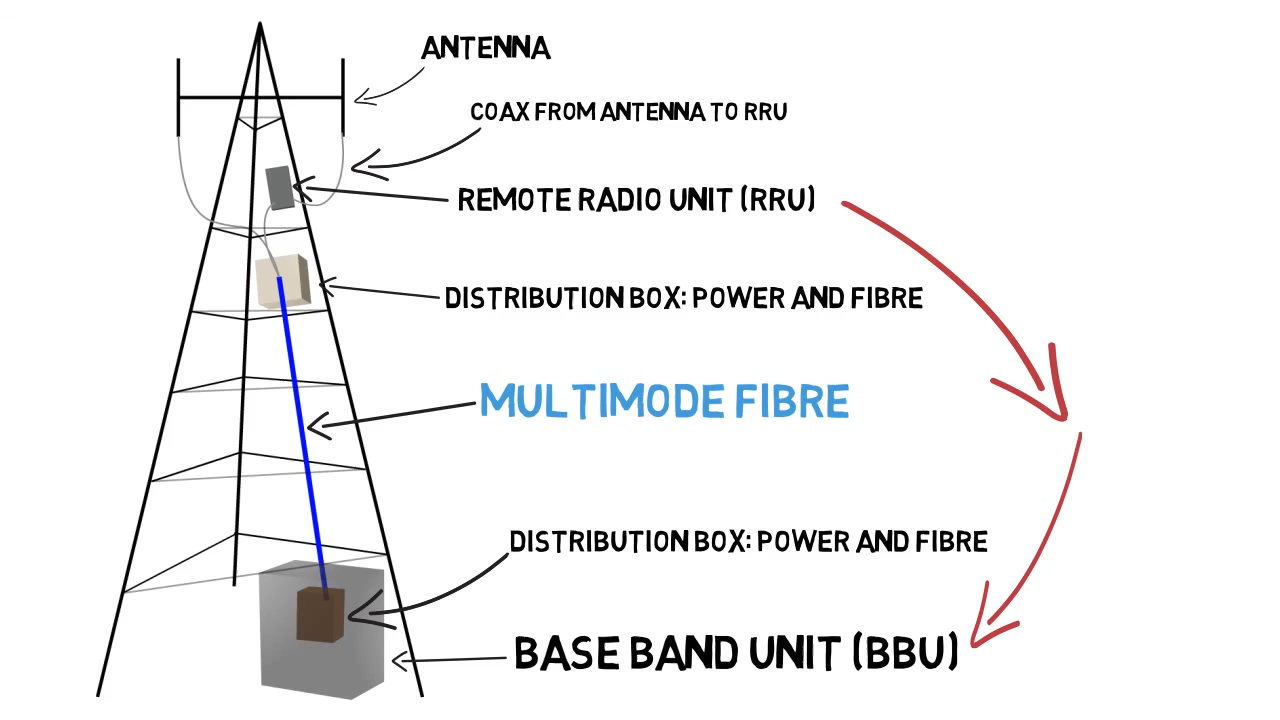 ANTENNA
COAX FROM ANTENNA TO RRU
REMOTE RADIO UNIT (RRU)
DISTRIBUTION BOX: POWER AND FIBRE
MULTIMODE FIBRE
DISTRIBUTION BOX: POWER AND FIBRE
BASE BAND UNIT (BBU)